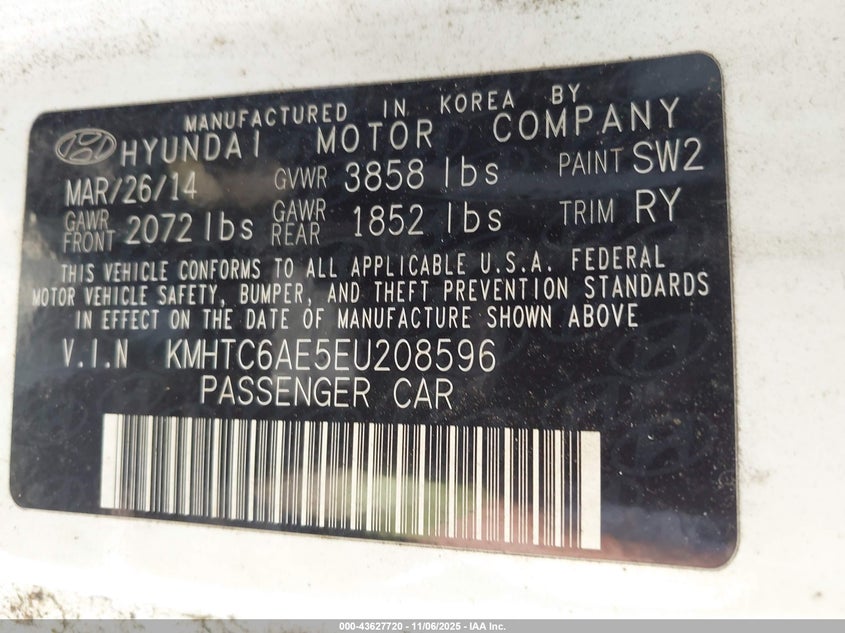 MANUFACTURED IN KOREA BY
HYUNDAI MOTOR COMPANY
MAR/26/14 GVWR 3858 lbs PAINT SW2
GAWR FRONT 2072 lbs GAWR REAR 1852 lbs TRIM RY
THIS VEHICLE CONFORMS TO ALL APPLICABLE U.S.A. FEDERAL
MOTOR VEHICLE SAFETY, BUMPER, AND THEFT PREVENTION STANDARDS
IN EFFECT ON THE DATE OF MANUFACTURE SHOWN ABOVE
V.I.N KMHTC6AE5EU208596
PASSENGER CAR
000-43627720 - 11/06/2025 - IAA Inc.